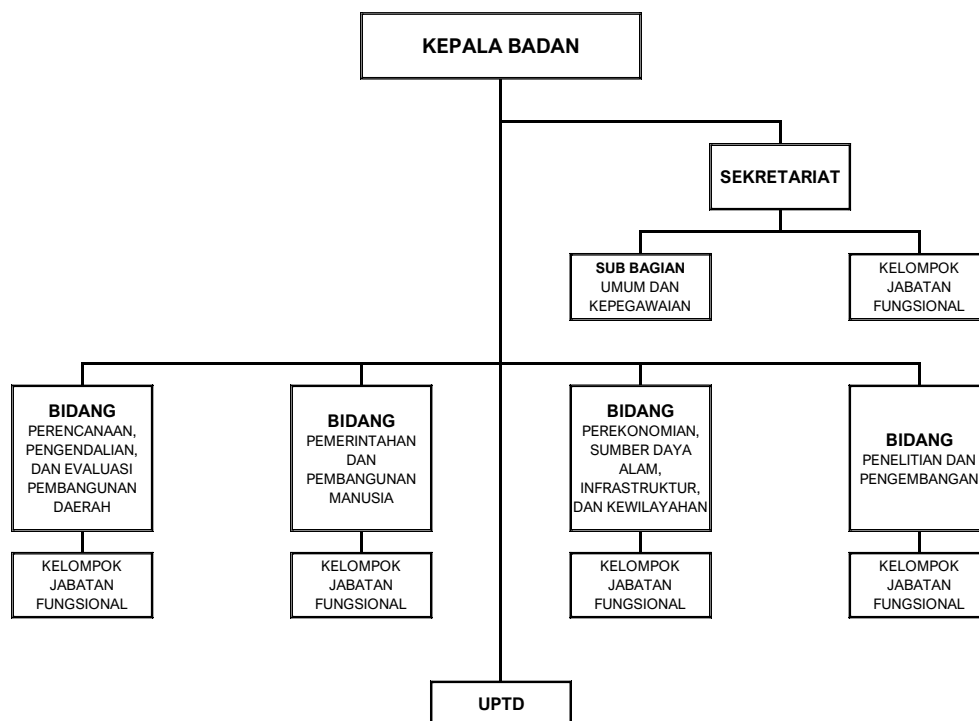 KEPALA BADAN
SEKRETARIAT
SUB BAGIAN
UMUM DAN
KEPEGAWAIAN
KELOMPOK
JABATAN
FUNGSIONAL
BIDANG
PERENCANAAN,
PENGENDALIAN,
DAN EVALUASI
PEMBANGUNAN
DAERAH
BIDANG
PEMERINTAHAN
DAN
PEMBANGUNAN
MANUSIA
BIDANG
PEREKONOMIAN,
SUMBER DAYA
ALAM,
INFRASTRUKTUR,
DAN KEWILAYAHAN
BIDANG
PENELITIAN DAN
PENGEMBANGAN
KELOMPOK
JABATAN
FUNGSIONAL
KELOMPOK
JABATAN
FUNGSIONAL
KELOMPOK
JABATAN
FUNGSIONAL
KELOMPOK
JABATAN
FUNGSIONAL
UPTD